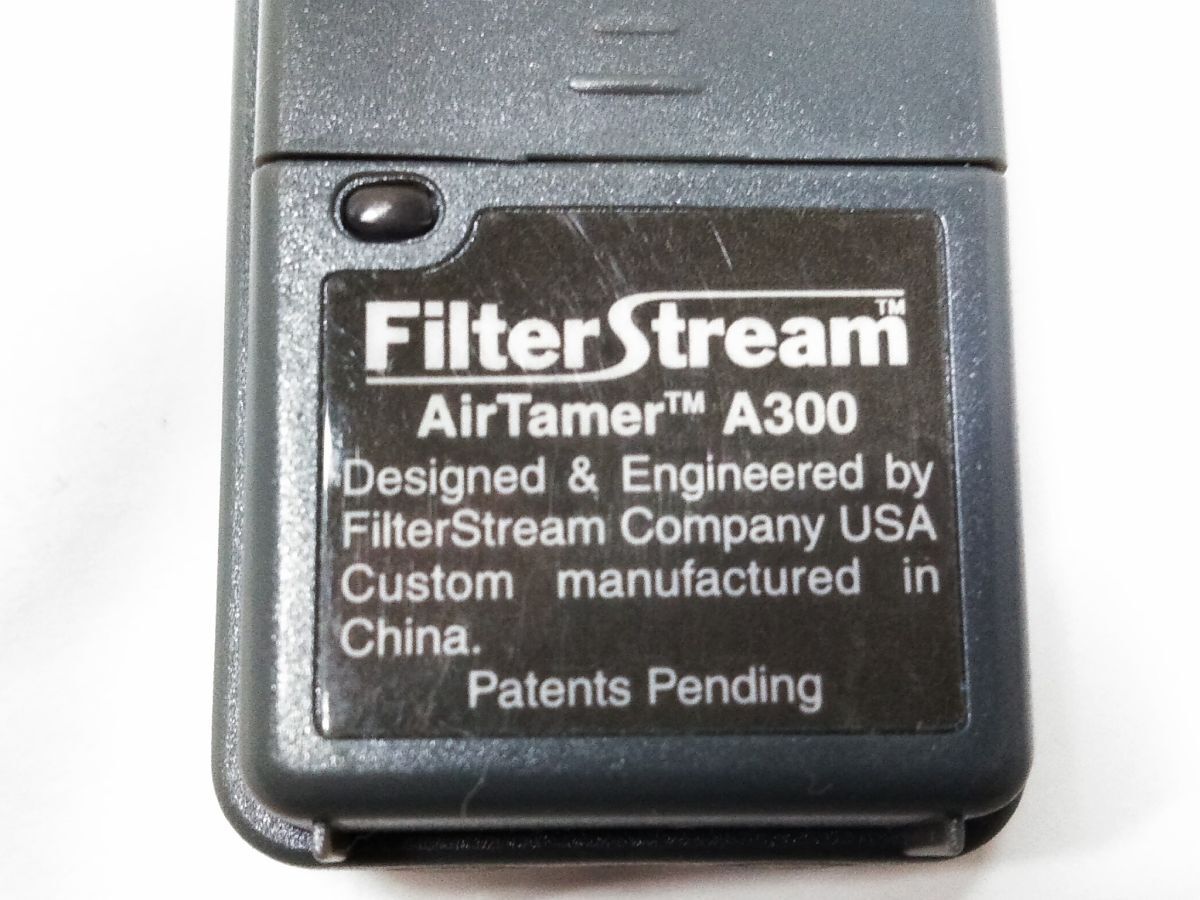 FilterStream™
AirTamer™ A300
Designed & Engineered by
FilterStream Company USA
Custom manufactured in
China.
Patents Pending